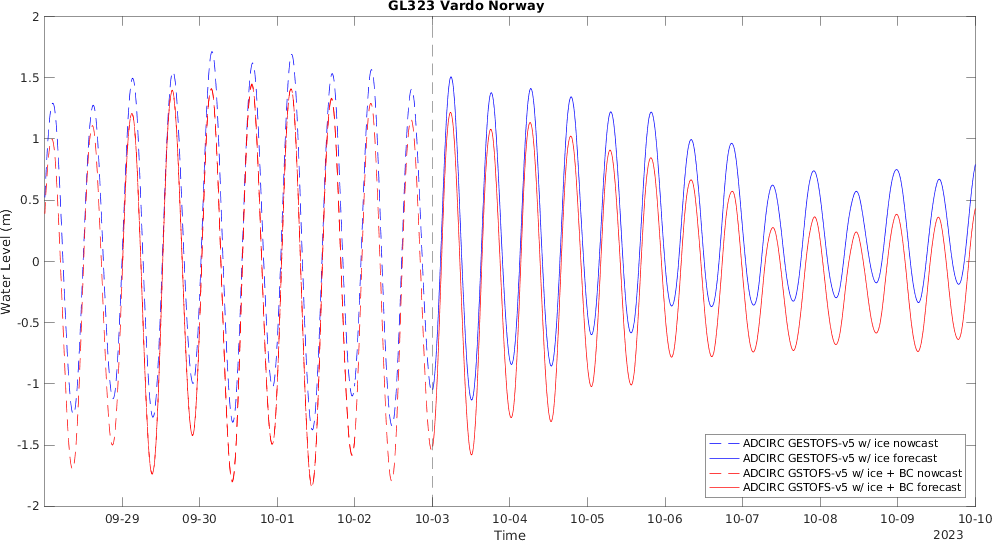 GL323 Vardo Norway
Water Level (m)
2
1.5
1
0.5
0
-0.5
-1
-1.5
-2
ADCIRC GESTOFS-v5 w/ ice nowcast
ADCIRC GESTOFS-v5 w/ ice forecast
ADCIRC GSTOFS-v5 w/ ice + BC nowcast
ADCIRC GSTOFS-v5 w/ ice + BC forecast
09-29 09-30 10-01 10-02 10-03 10-04 10-05 10-06 10-07 10-08 10-09 10-10
Time
2023